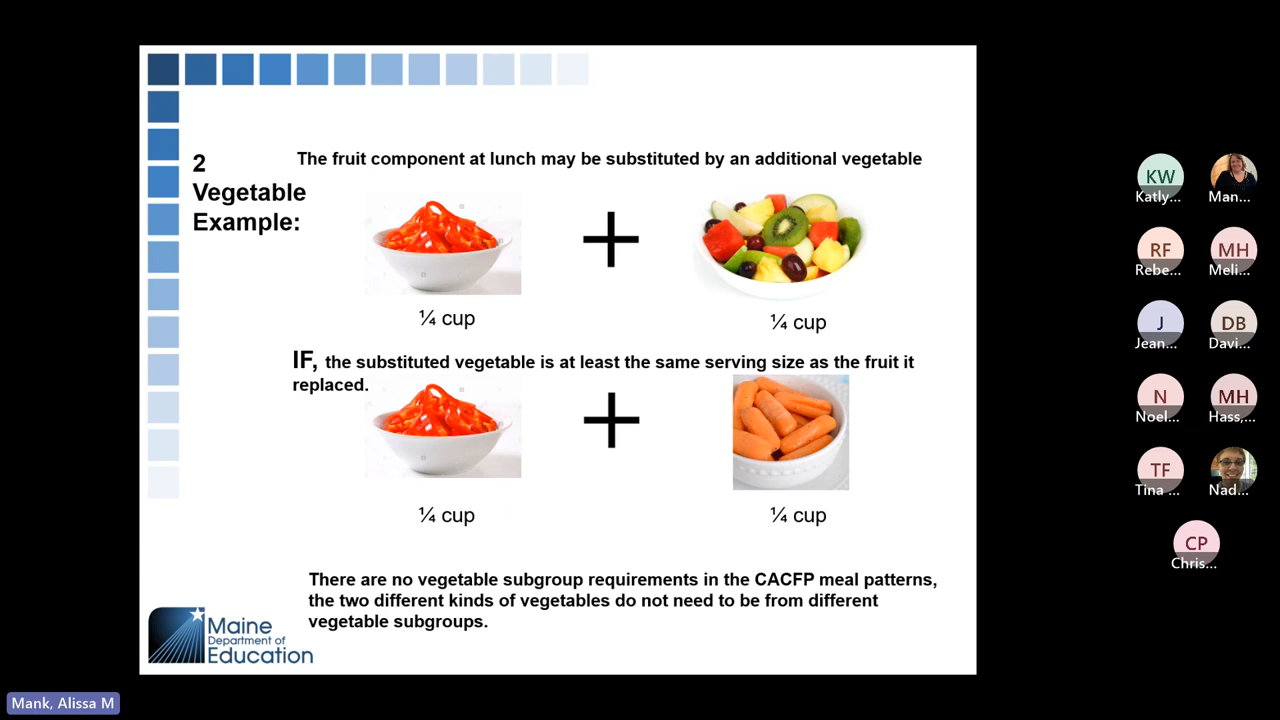 2
Vegetable
Example:
The fruit component at lunch may be substituted by an additional vegetable
¼ cup
¼ cup
IF, the substituted vegetable is at least the same serving size as the fruit it
replaced.
¼ cup
¼ cup
There are no vegetable subgroup requirements in the CACFP meal patterns,
the two different kinds of vegetables do not need to be from different
vegetable subgroups.
Maine
Department of
Education
KW
Katly...
Man...
RF
Rebe...
MH
Meli...
J
Jean...
DB
Davi...
N
Noel...
MH
Hass,...
TF
Tina ...
Nad...
CP
Chris...
Mank, Alissa M